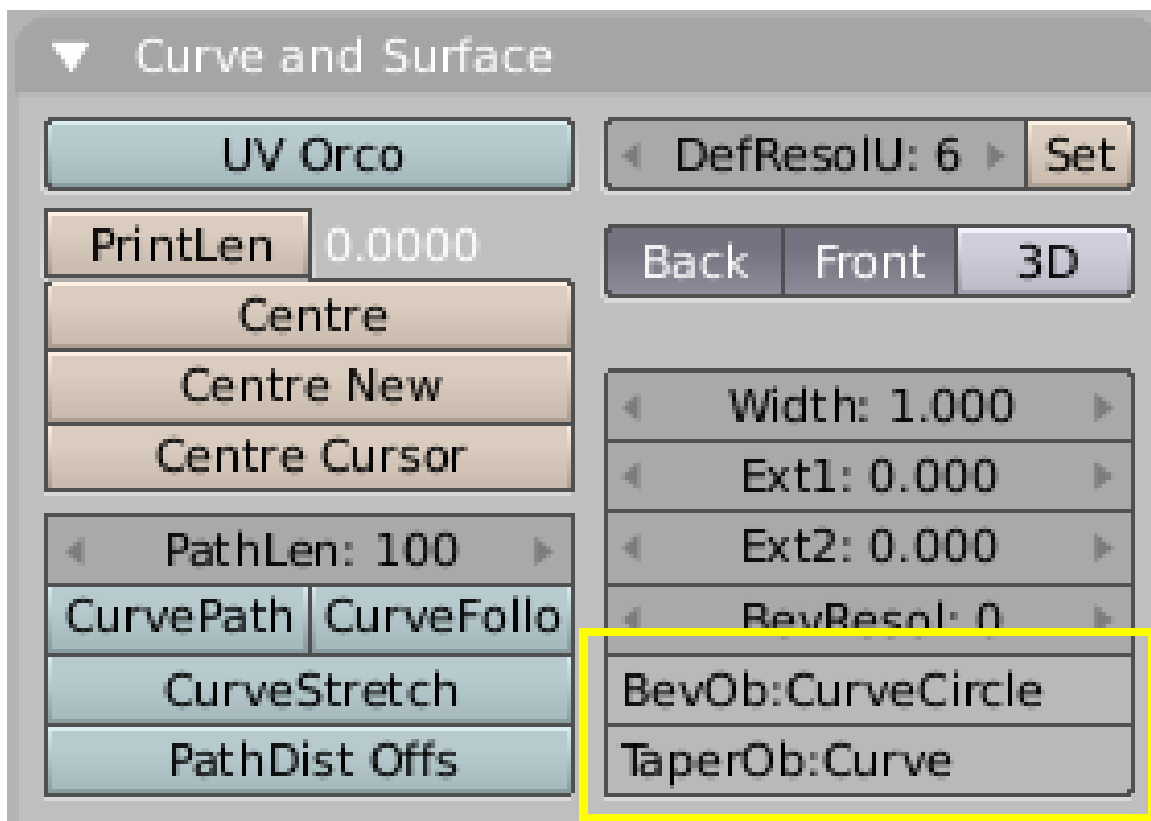 Curve and Surface
UV Orco
DefResolU: 6
Set
PrintLen
0.0000
Back
Front
3D
Centre
Centre New
Centre Cursor
Width: 1.000
Ext1: 0.000
Ext2: 0.000
BevResol: 0
PathLen: 100
CurvePath
CurveFollo
CurveStretch
PathDist Offs
BevOb:CurveCircle
TaperOb:Curve